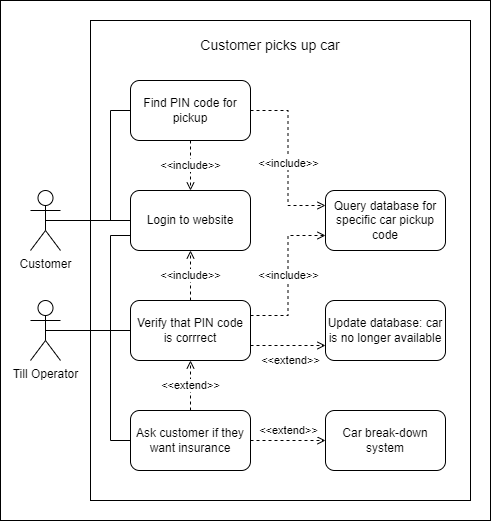 Customer picks up car
Find PIN code for
pickup
<<include>>
<<include>>
Login to website
Query database for
specific car pickup
code
Customer
<<include>>
<<include>>
Verify that PIN code
is corrrect
Update database: car
is no longer available
<<extend>>
Till Operator
<<extend>>
Ask customer if they
want insurance
<<extend>>
Car break-down
system